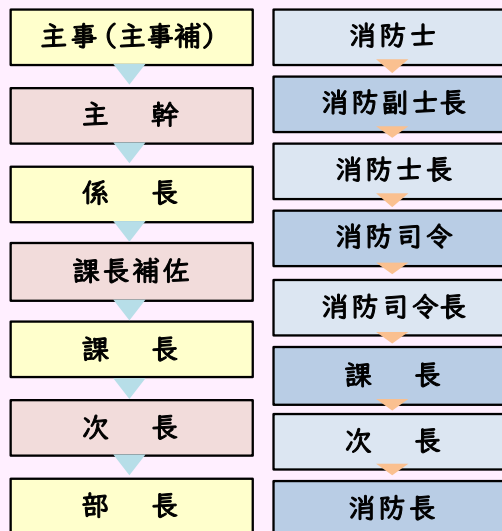 主事（主事補）
主　幹
係　長
課長補佐
課　長
次　長
部　長
消防士
消防副士長
消防士長
消防司令
消防司令長
課　長
次　長
消防長